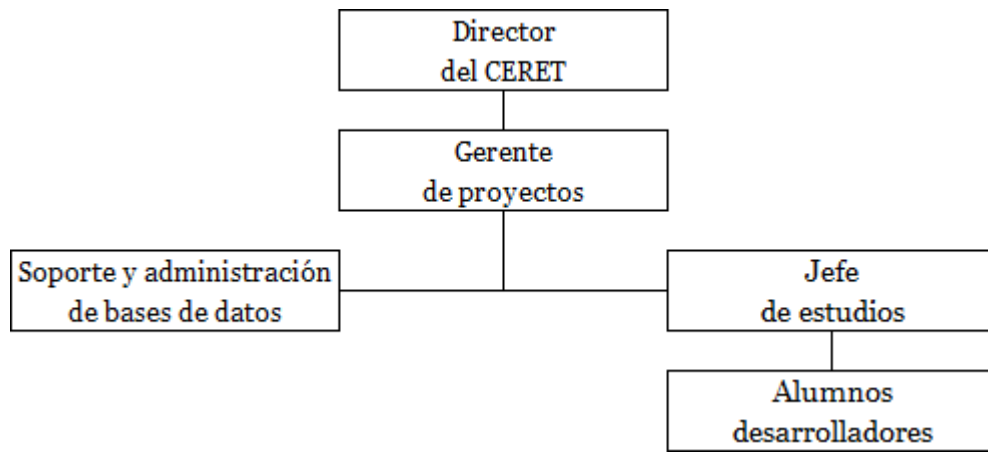 Director
del CERET
Gerente
de proyectos
Soporte y administración
de bases de datos
Jefe
de estudios
Alumnos
desarrolladores